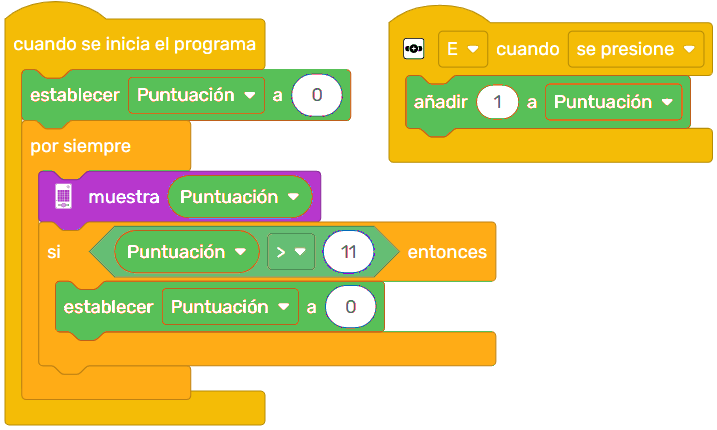 cuando se inicia el programa
establecer Puntuación a 0
por siempre
muestra Puntuación
si Puntuación > 11 entonces
establecer Puntuación a 0
E cuando se presione
añadir 1 a Puntuación